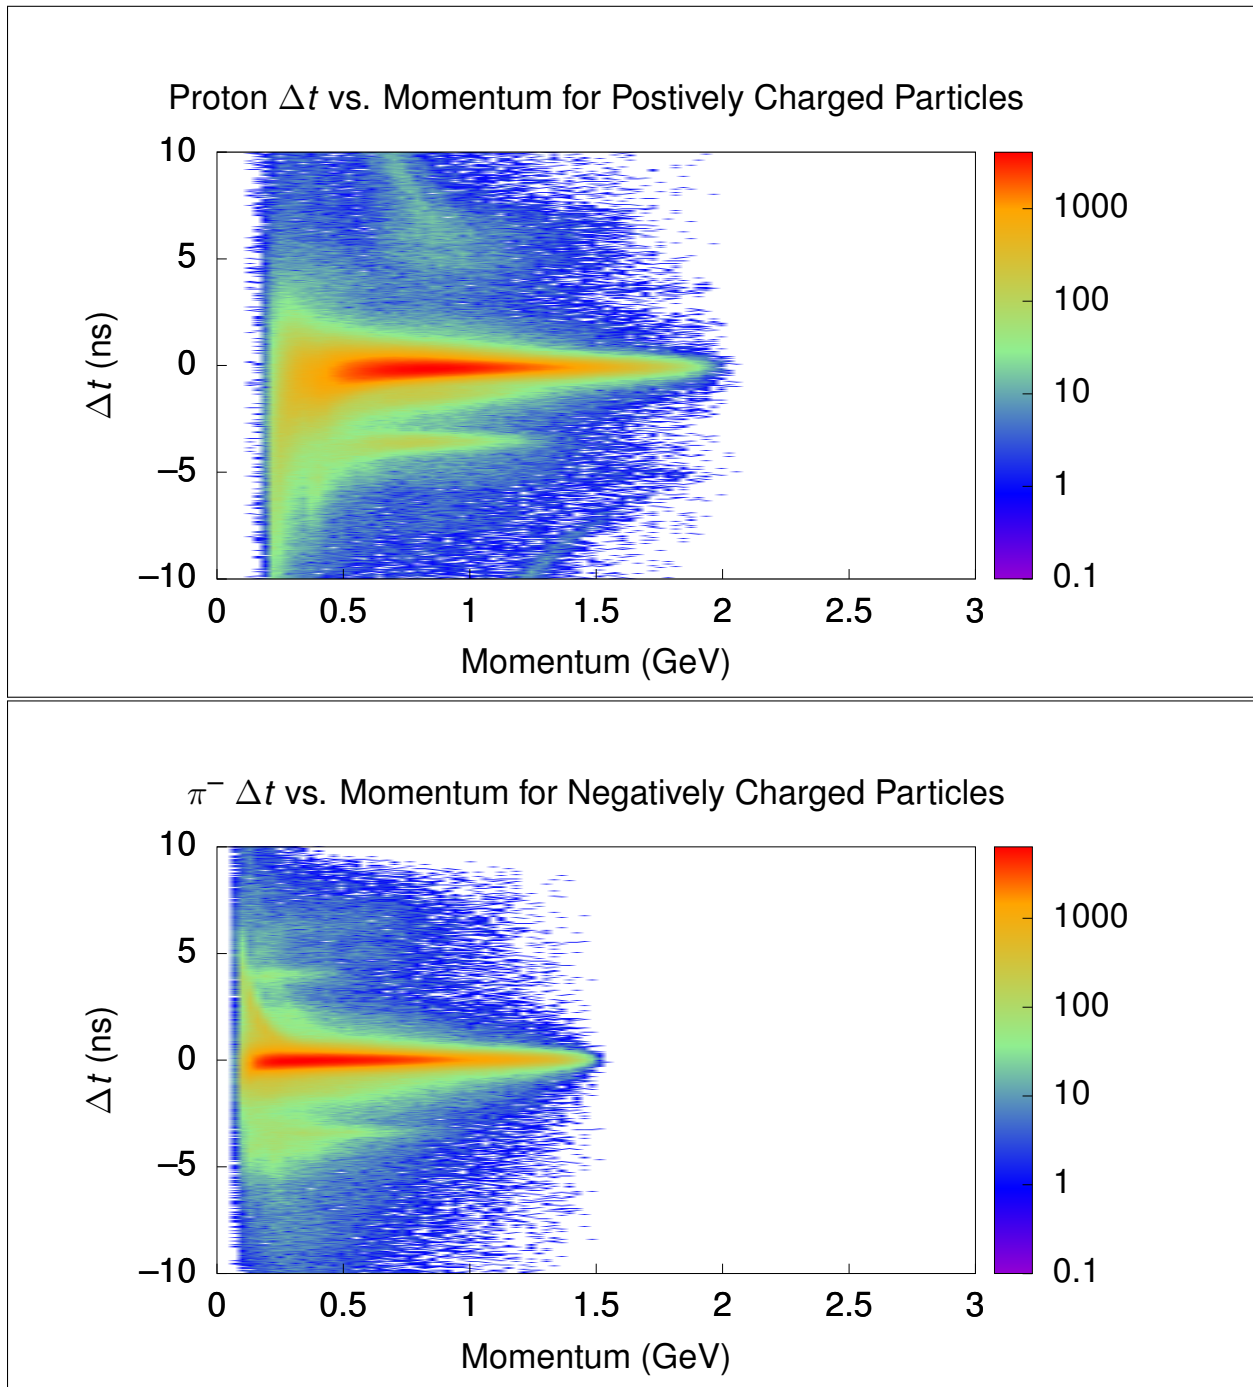 Proton Δt vs. Momentum for Postively Charged Particles
10
5
0
−5
−10
Δt (ns)
0 0.5 1 1.5 2 2.5 3
Momentum (GeV)
1000
100
10
1
0.1
π− Δt vs. Momentum for Negatively Charged Particles
10
5
0
−5
−10
Δt (ns)
0 0.5 1 1.5 2 2.5 3
Momentum (GeV)
1000
100
10
1
0.1